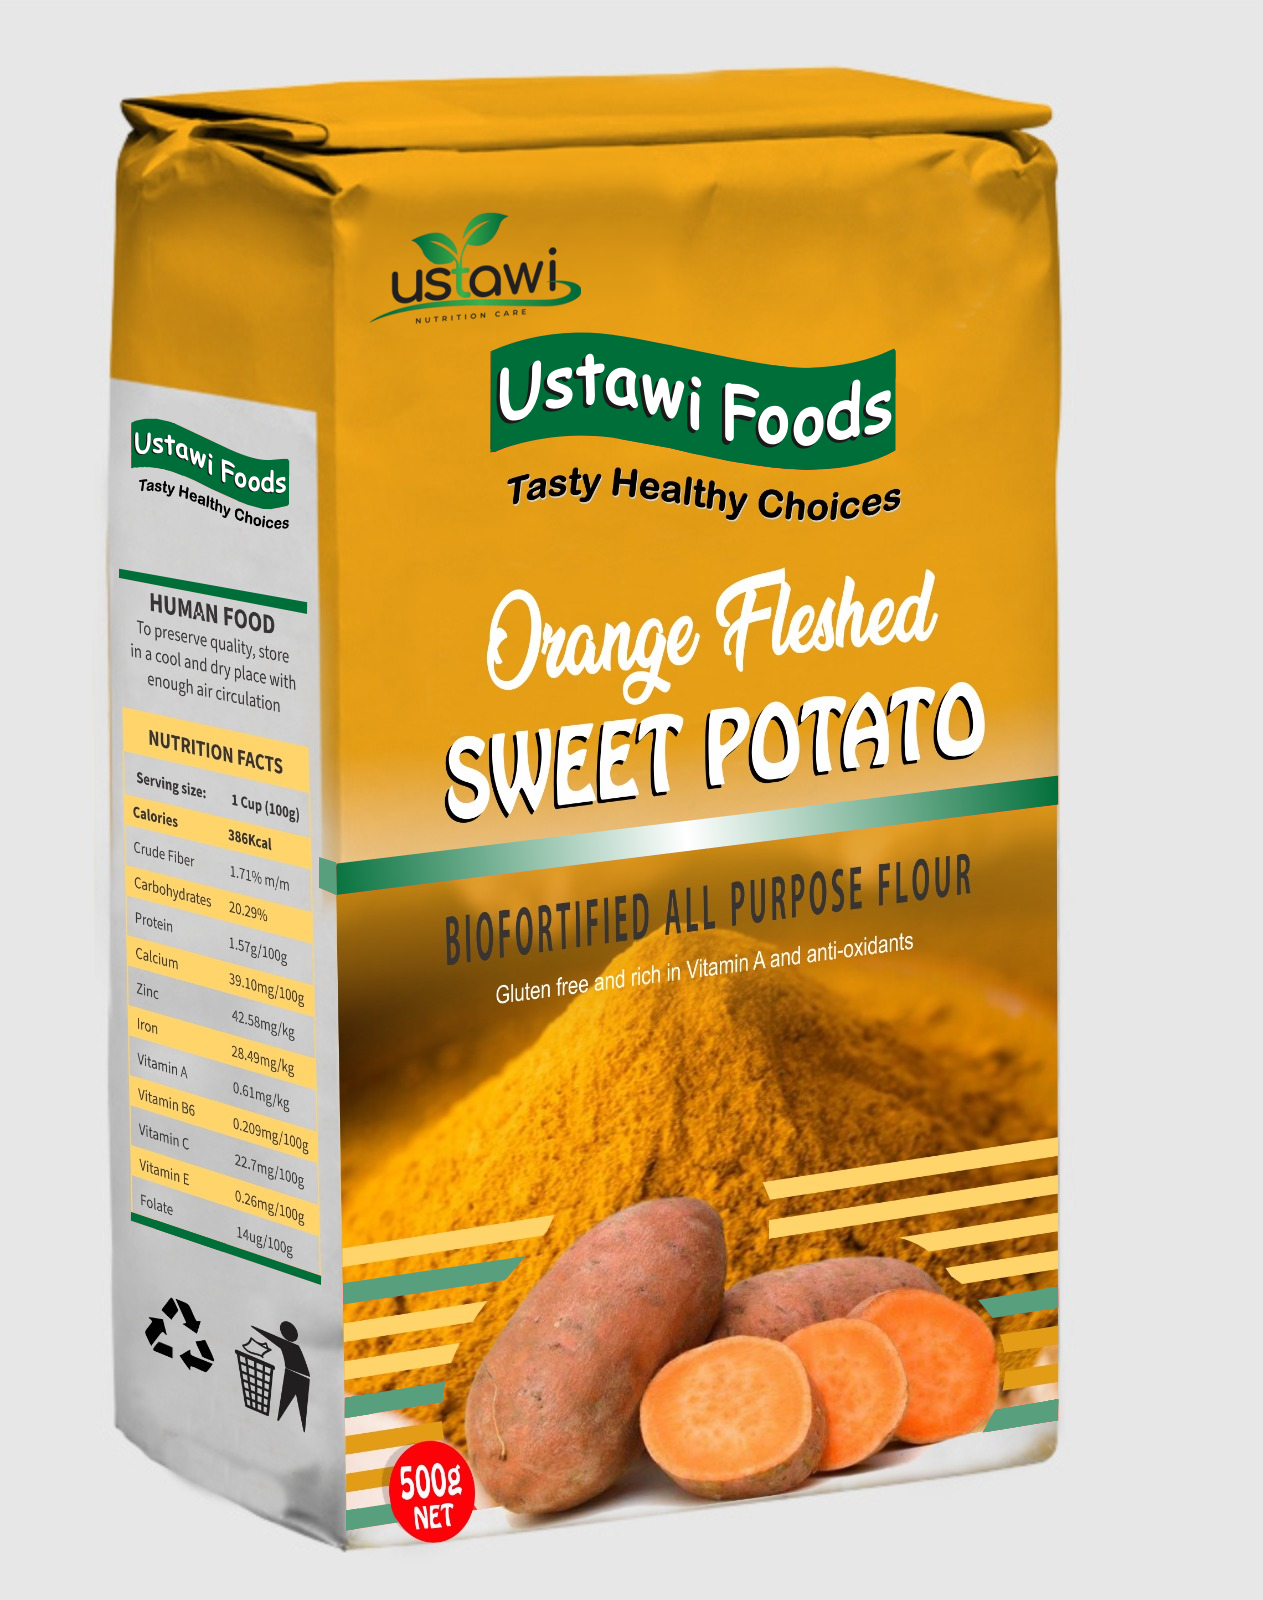 ustawi
NUTRITION CARE
Ustawi Foods
Tasty Healthy Choices
Orange Fleshed
SWEET POTATO
BIOFORTIFIED ALL PURPOSE FLOUR
Gluten free and rich in Vitamin A and anti-oxidants
500g
NET
Ustawi Foods
Tasty Healthy Choices
HUMAN FOOD
To preserve quality, store
in a cool and dry place with
enough air circulation
NUTRITION FACTS
Serving size: 1 Cup (100g)
Calories 386Kcal
Crude Fiber 1.71% m/m
Carbohydrates 20.29%
Protein 1.57g/100g
Calcium 39.10mg/100g
Zinc 42.58mg/kg
Iron 28.49mg/kg
Vitamin A 0.61mg/kg
Vitamin B6 0.209mg/100g
Vitamin C 22.7mg/100g
Vitamin E 0.26mg/100g
Folate 14ug/100g